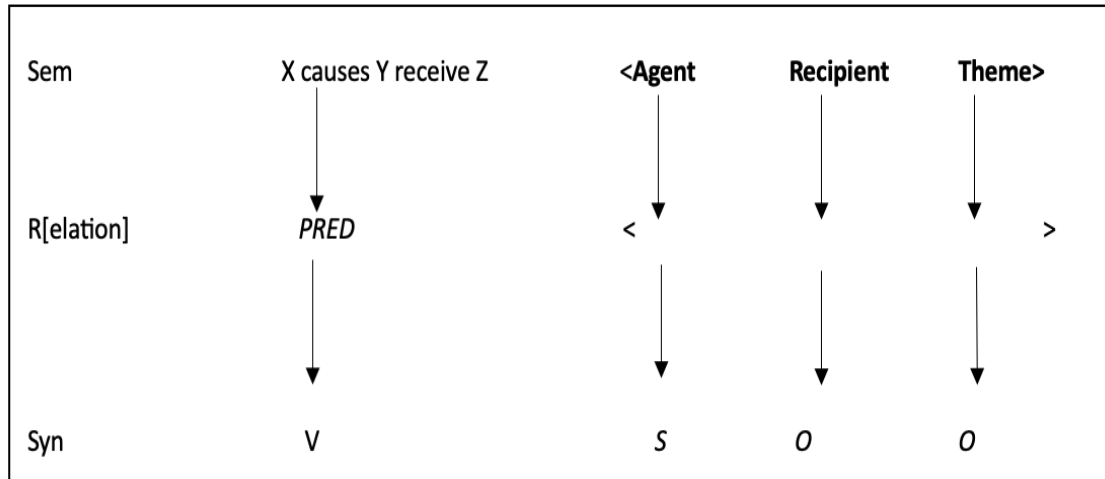 Sem X causes Y receive Z <Agent Recipient Theme>
R[elation] PRED < >
Syn V S O O